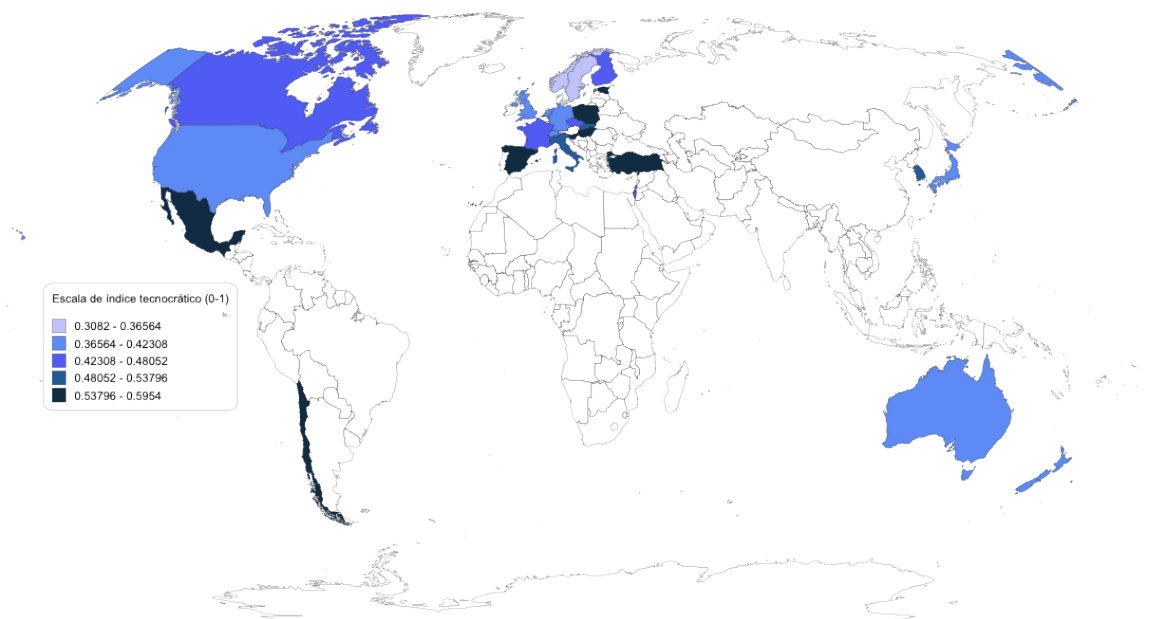 Escala de índice tecnocrático (0-1)
0.3082 - 0.36564
0.36564 - 0.42308
0.42308 - 0.48052
0.48052 - 0.53796
0.53796 - 0.5954